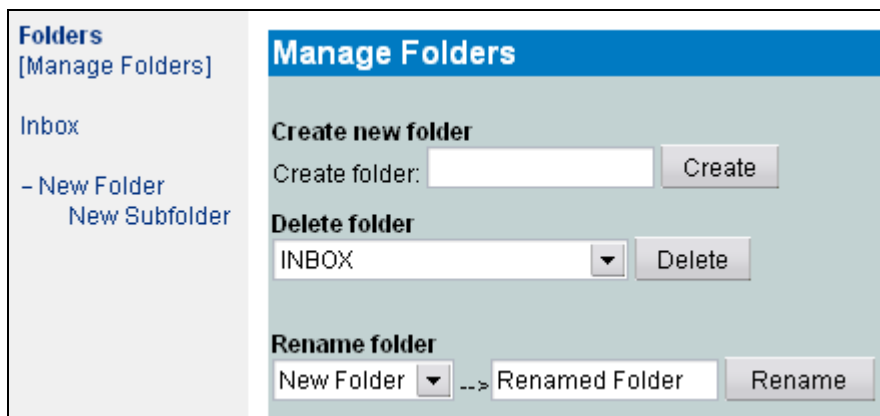 Folders
[Manage Folders]
Inbox
– New Folder
New Subfolder
Manage Folders
Create new folder
Create folder: Create
Delete folder
INBOX Delete
Rename folder
New Folder --> Renamed Folder Rename